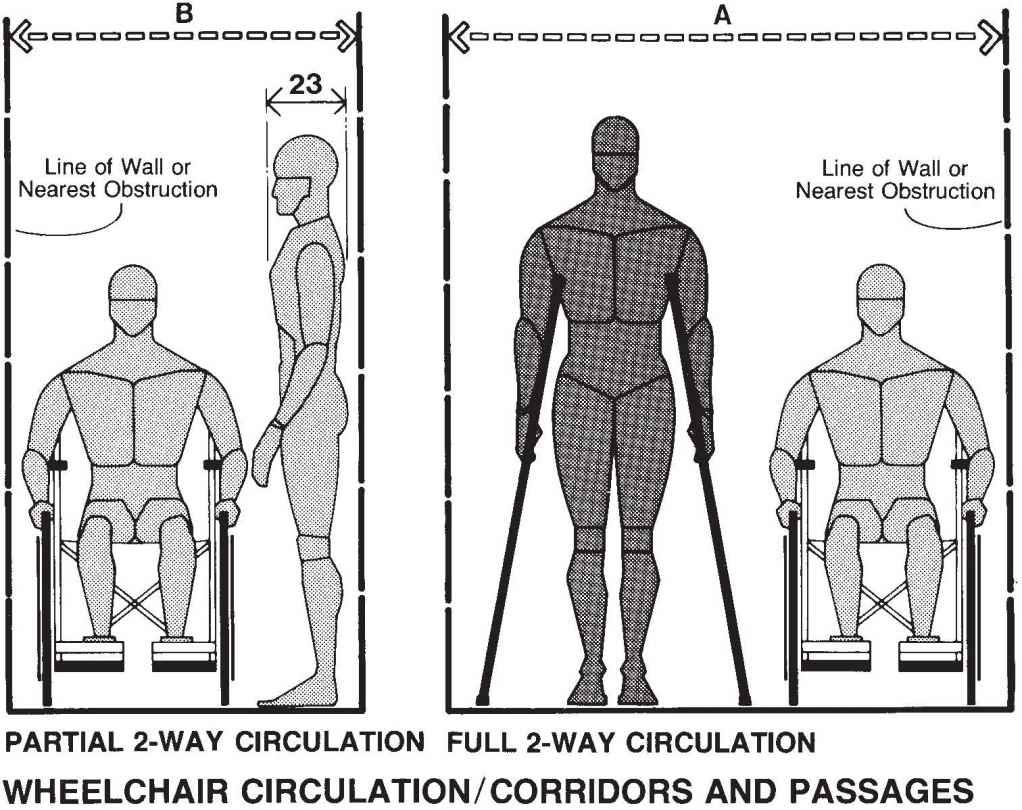 B
A
23
Line of Wall or
Nearest Obstruction
Line of Wall or
Nearest Obstruction
PARTIAL 2-WAY CIRCULATION
FULL 2-WAY CIRCULATION
WHEELCHAIR CIRCULATION/CORRIDORS AND PASSAGES